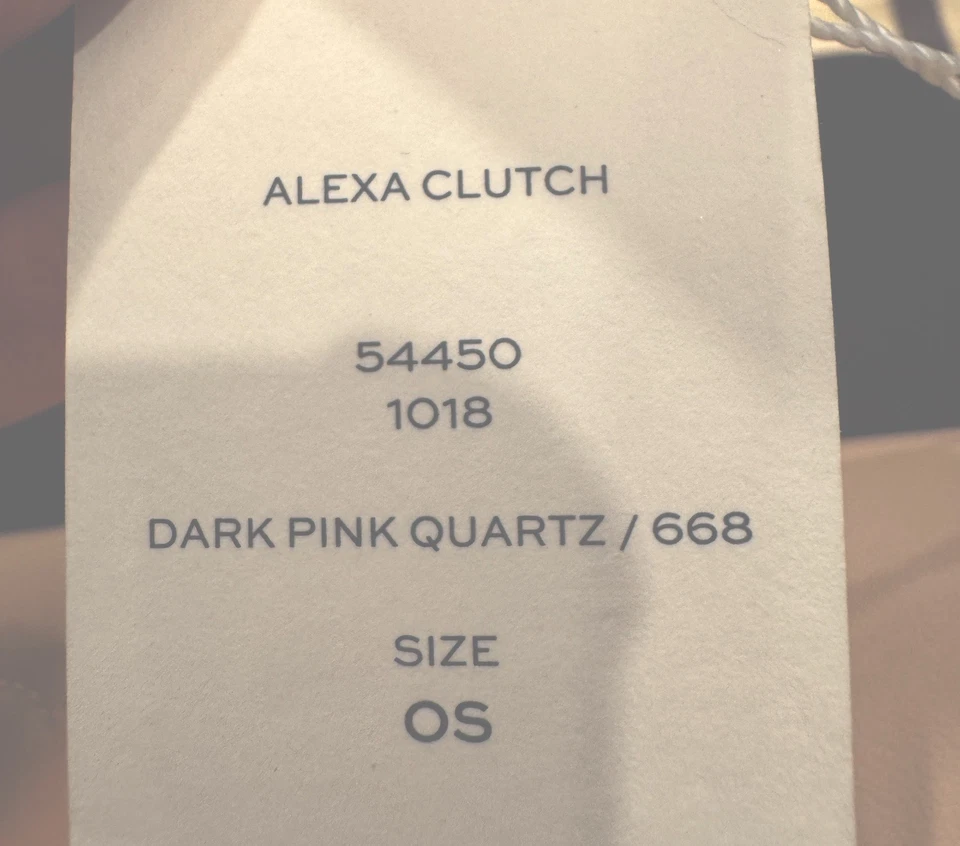 ALEXA CLUTCH
54450
1018
DARK PINK QUARTZ / 668
SIZE
OS